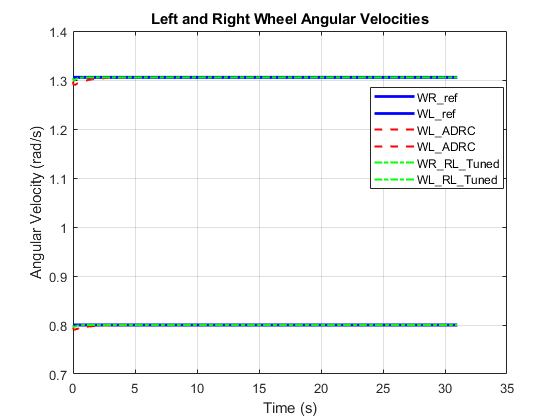 Left and Right Wheel Angular Velocities
1.4
1.3
1.2
1.1
1
0.9
0.8
0.7
Angular Velocity (rad/s)
WR_ref
WL_ref
WL_ADRC
WL_ADRC
WR_RL_Tuned
WL_RL_Tuned
0 5 10 15 20 25 30 35
Time (s)